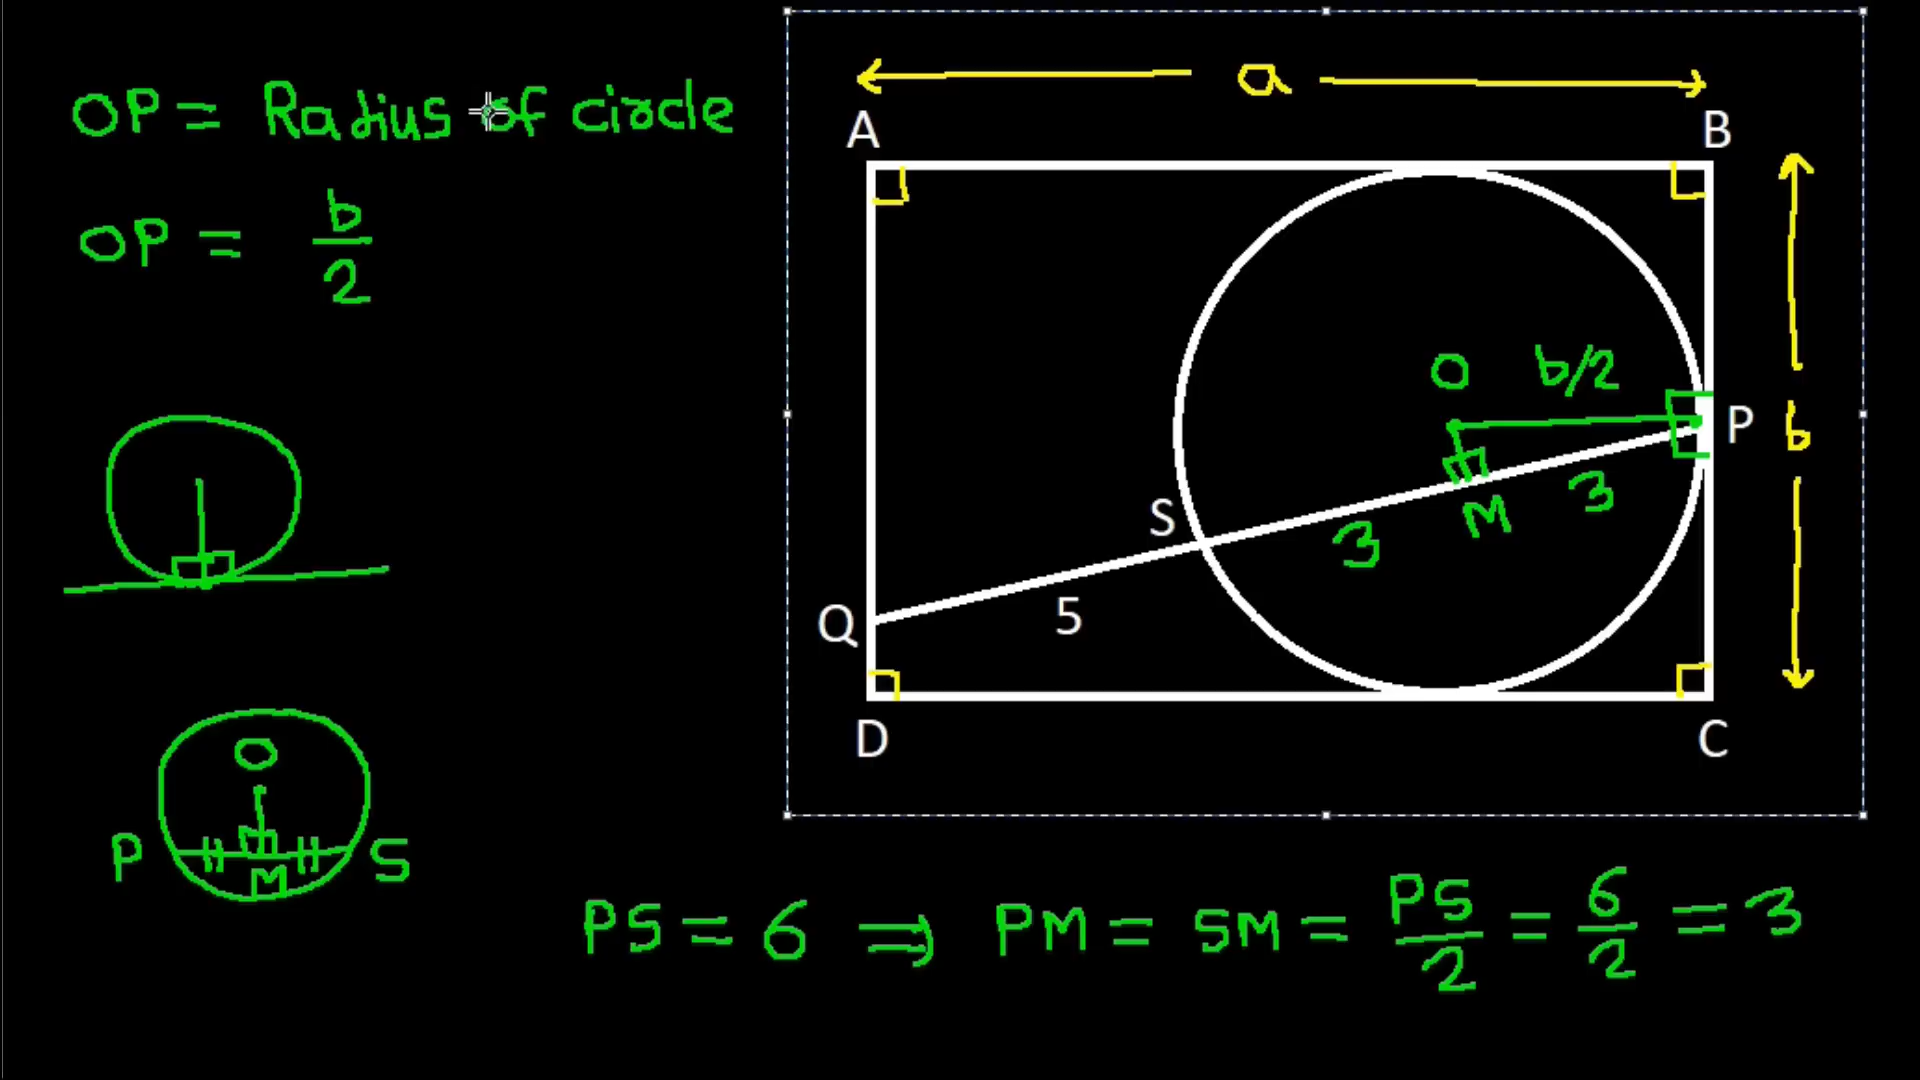 OP = Radius of circle
OP = b/2
a
A
B
O
b/2
P
b
S
M
3
3
Q
5
D
C
O
P
S
M
PS = 6 ⇒ PM = SM = PS/2 = 6/2 = 3